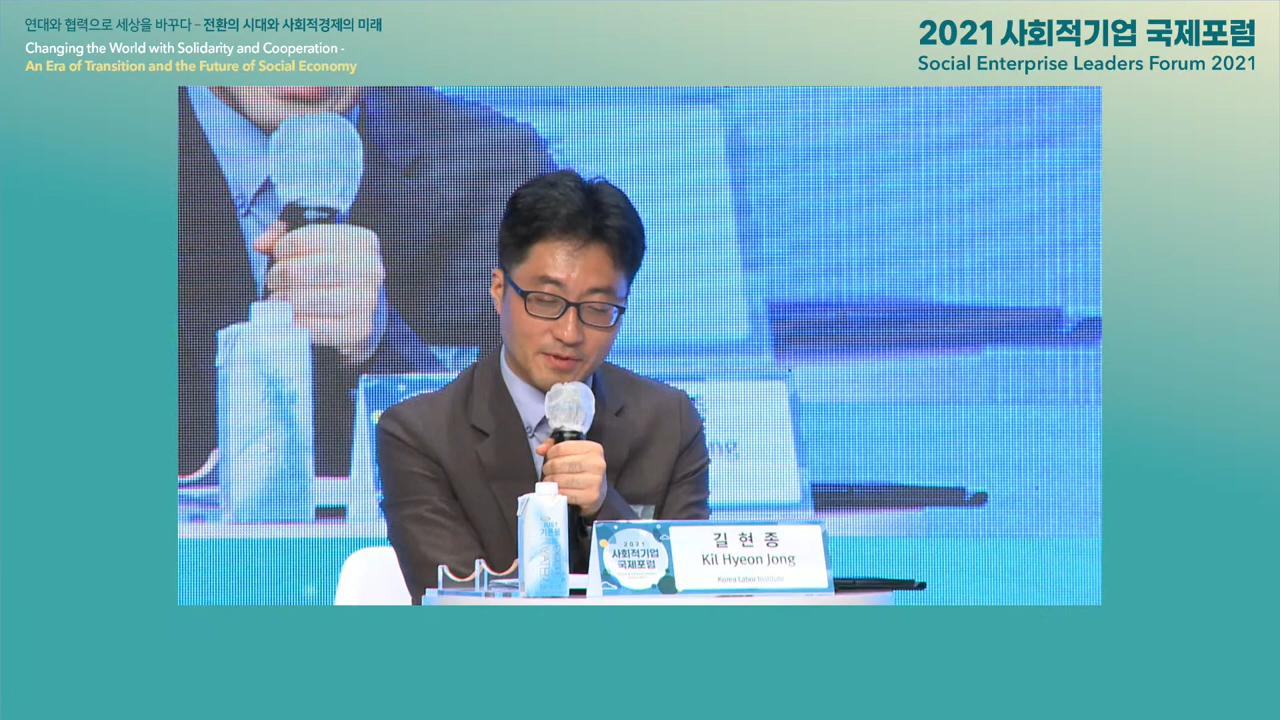 연대와 협력으로 세상을 바꾸다 – 전환의 시대와 사회적경제의 미래
Changing the World with Solidarity and Cooperation -
An Era of Transition and the Future of Social Economy
2021 사회적기업 국제포럼
Social Enterprise Leaders Forum 2021
2021
사회적기업
국제포럼
길 현 종
Kil Hyeon Jong
Korea Labor Institute